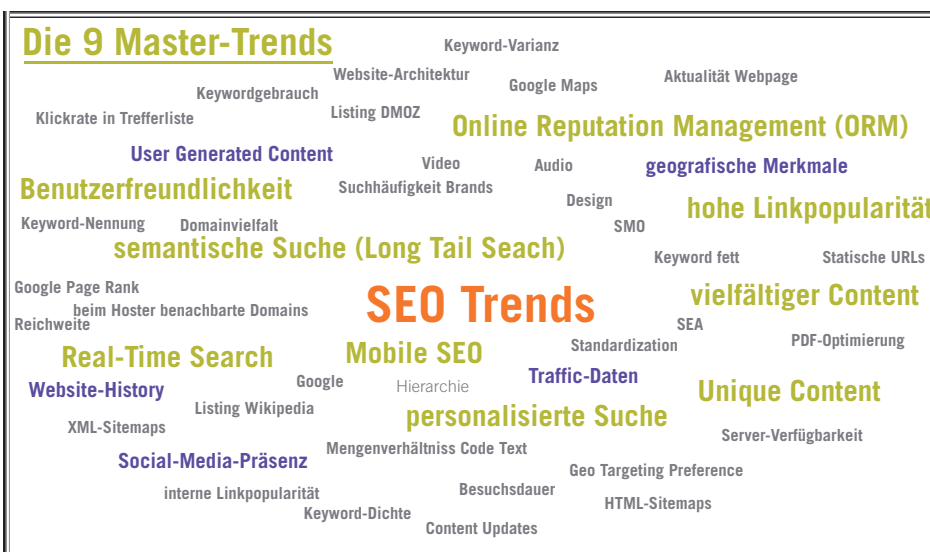 Die 9 Master-Trends
Keyword-Varianz
Website-Architektur
Google Maps
Aktualität Webpage
Keywordgebrauch
Klickrate in Trefferliste
Listing DMOZ
Online Reputation Management (ORM)
User Generated Content
Video
Audio
geografische Merkmale
Benutzerfreundlichkeit
Suchhäufigkeit Brands
Design
hohe Linkpopularität
Keyword-Nennung
Domainvielfalt
SMO
semantische Suche (Long Tail Seach)
Keyword fett
Statische URLs
Google Page Rank
beim Hoster benachbarte Domains
SEO Trends
vielfältiger Content
Reichweite
SEA
Standardization
PDF-Optimierung
Real-Time Search
Mobile SEO
Website-History
Google
Hierarchie
Traffic-Daten
Unique Content
Listing Wikipedia
personalisierte Suche
XML-Sitemaps
Server-Verfügbarkeit
Mengenverhältniss Code Text
Social-Media-Präsenz
Geo Targeting Preference
interne Linkpopularität
Besuchsdauer
HTML-Sitemaps
Keyword-Dichte
Content Updates